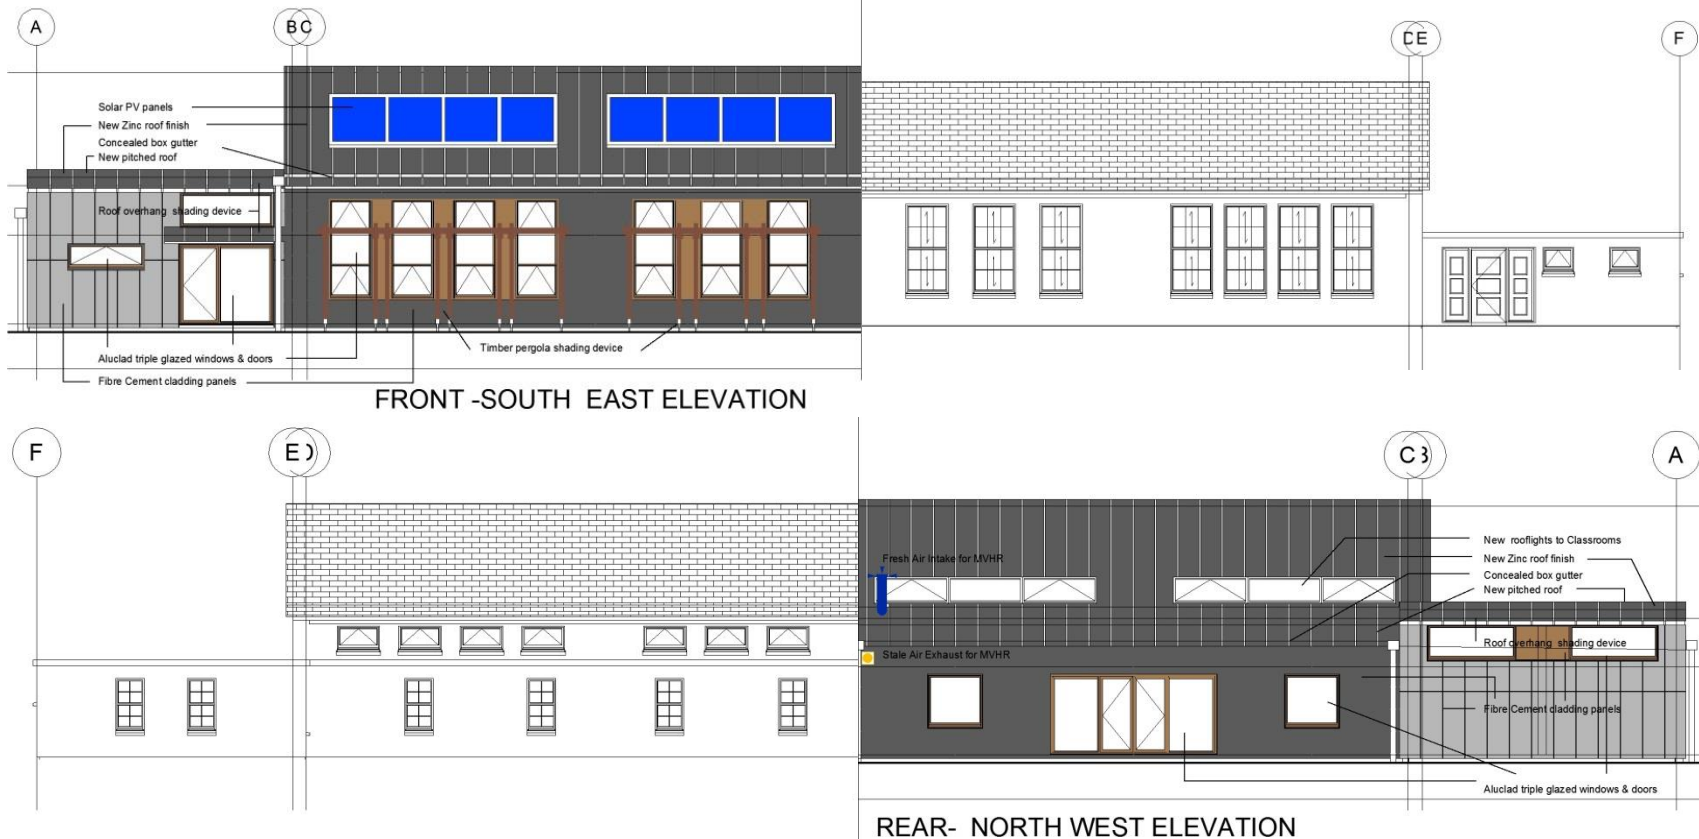 A
B
C
D
E
F
Solar PV panels
New Zinc roof finish
Concealed box gutter
New pitched roof
Roof overhang shading device
Aluclad triple glazed windows & doors
Timber pergola shading device
Fibre Cement cladding panels
FRONT -SOUTH EAST ELEVATION
F
E
C
A
New rooflights to Classrooms
Fresh Air Intake for MVHR
New Zinc roof finish
Concealed box gutter
New pitched roof
Roof overhang shading device
Stale Air Exhaust for MVHR
Fibre Cement cladding panels
Aluclad triple glazed windows & doors
REAR- NORTH WEST ELEVATION